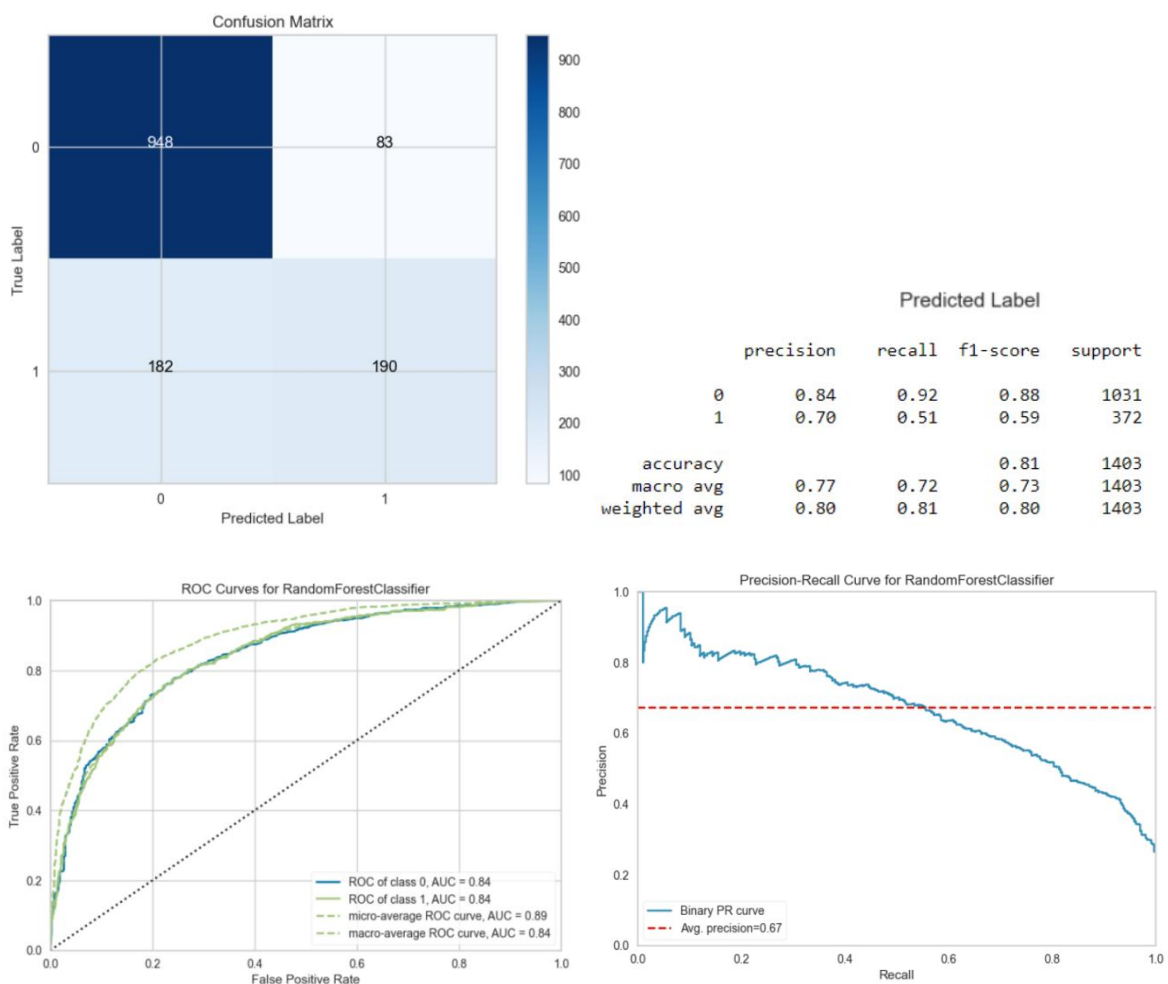 Confusion Matrix
900
800
700
600
500
400
300
200
100
True Label
0
1
948
83
182
190
0
1
Predicted Label
Predicted Label
precision recall f1-score support
0 0.84 0.92 0.88 1031
1 0.70 0.51 0.59 372
accuracy 0.81 1403
macro avg 0.77 0.72 0.73 1403
weighted avg 0.80 0.81 0.80 1403
ROC Curves for RandomForestClassifier
True Positive Rate
1.0
0.8
0.6
0.4
0.2
0.0
ROC of class 0, AUC = 0.84
ROC of class 1, AUC = 0.84
micro-average ROC curve, AUC = 0.89
macro-average ROC curve, AUC = 0.84
0.0 0.2 0.4 0.6 0.8 1.0
False Positive Rate
Precision-Recall Curve for RandomForestClassifier
Precision
1.0
0.8
0.6
0.4
0.2
0.0
Binary PR curve
Avg. precision=0.67
0.0 0.2 0.4 0.6 0.8 1.0
Recall